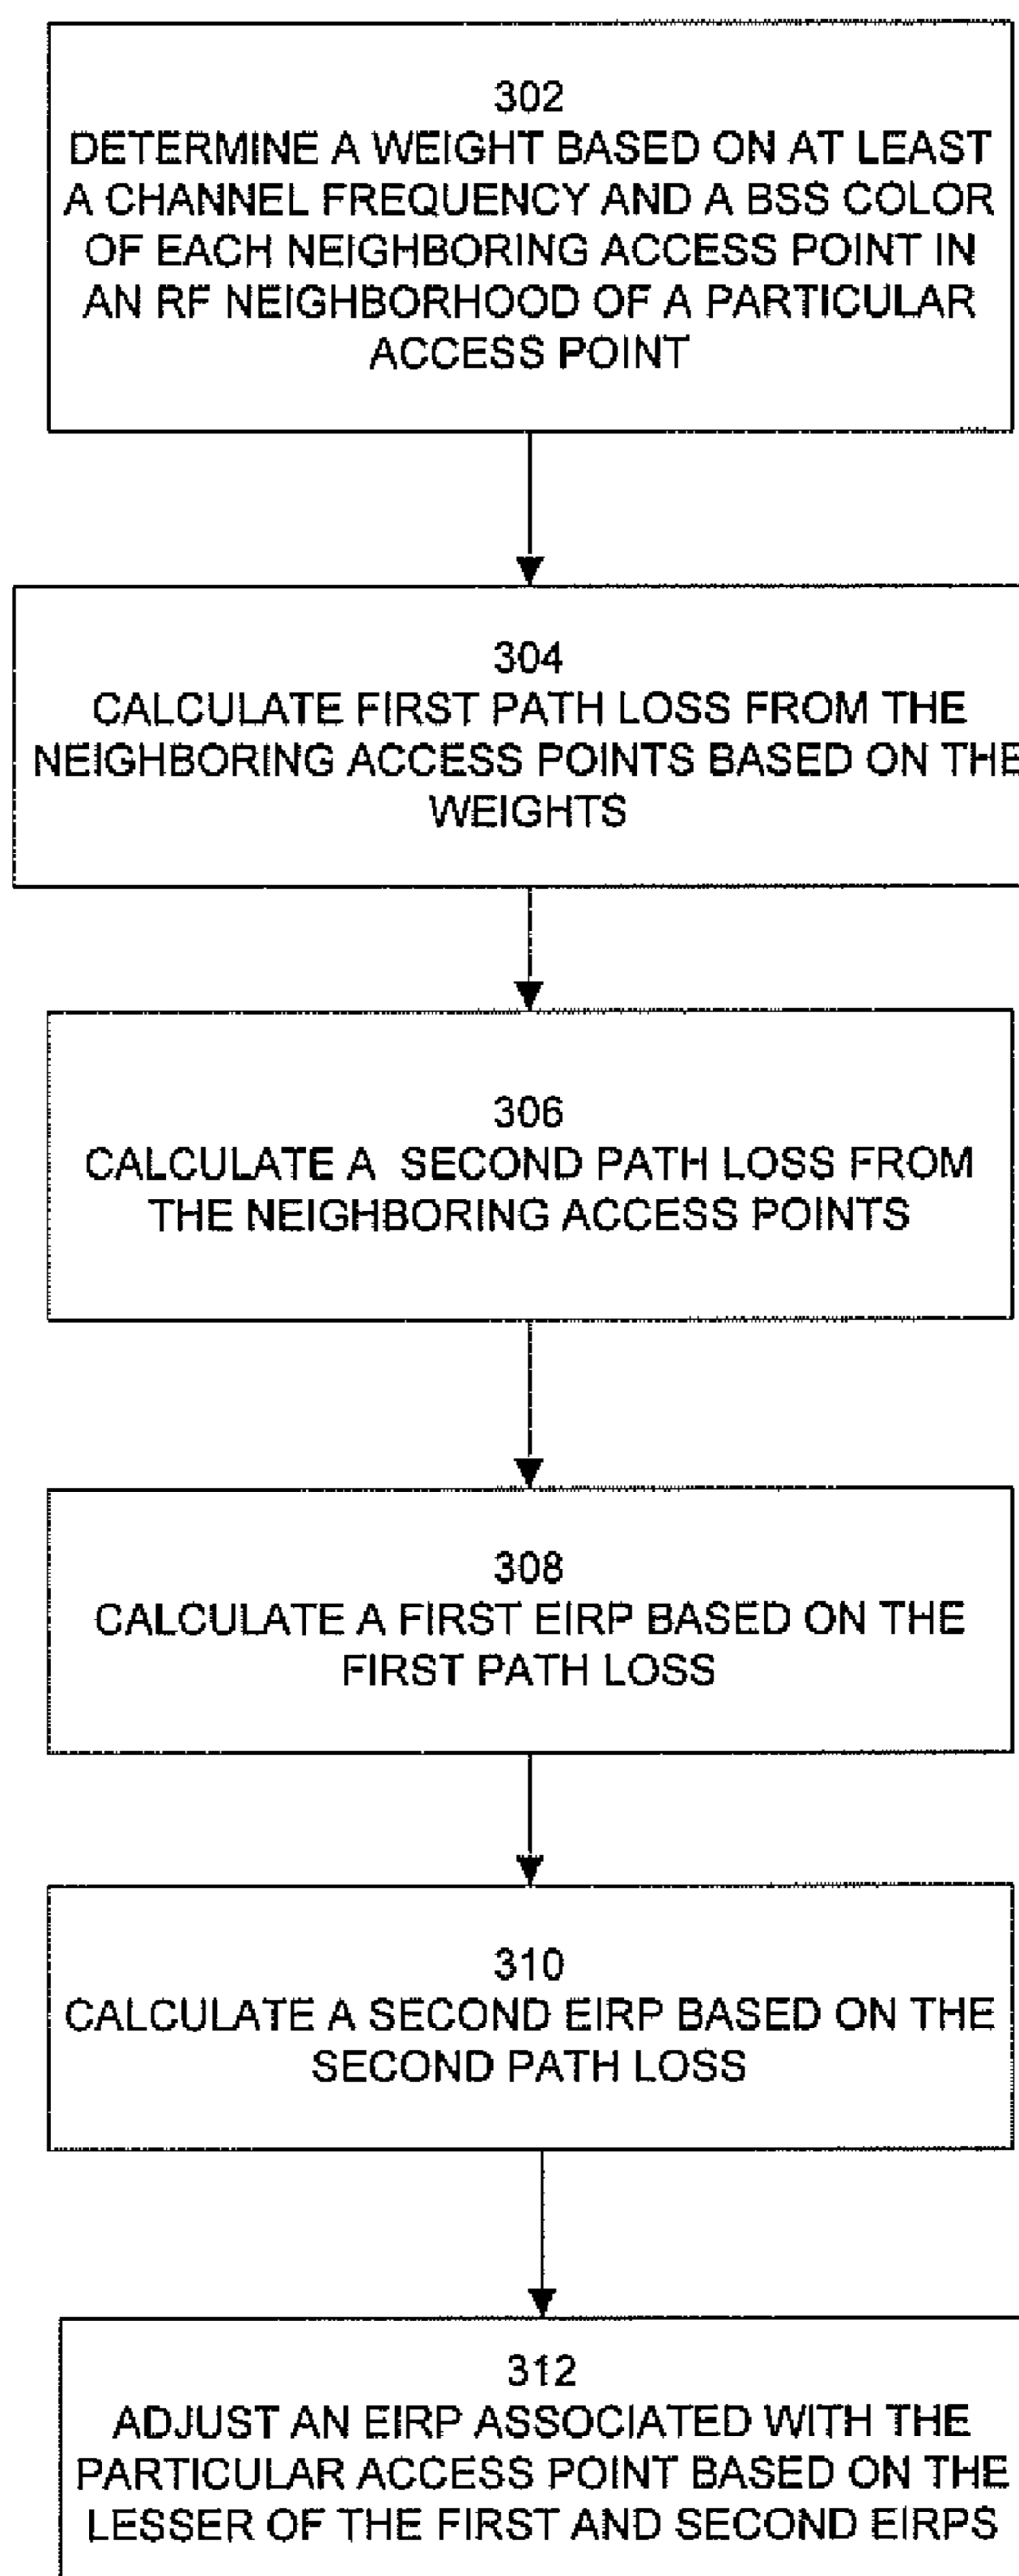 302
DETERMINE A WEIGHT BASED ON AT LEAST
A CHANNEL FREQUENCY AND A BSS COLOR
OF EACH NEIGHBORING ACCESS POINT IN
AN RF NEIGHBORHOOD OF A PARTICULAR
ACCESS POINT
304
CALCULATE FIRST PATH LOSS FROM THE
NEIGHBORING ACCESS POINTS BASED ON THE
WEIGHTS
306
CALCULATE A SECOND PATH LOSS FROM
THE NEIGHBORING ACCESS POINTS
308
CALCULATE A FIRST EIRP BASED ON THE
FIRST PATH LOSS
310
CALCULATE A SECOND EIRP BASED ON THE
SECOND PATH LOSS
312
ADJUST AN EIRP ASSOCIATED WITH THE
PARTICULAR ACCESS POINT BASED ON THE
LESSER OF THE FIRST AND SECOND EIRPS